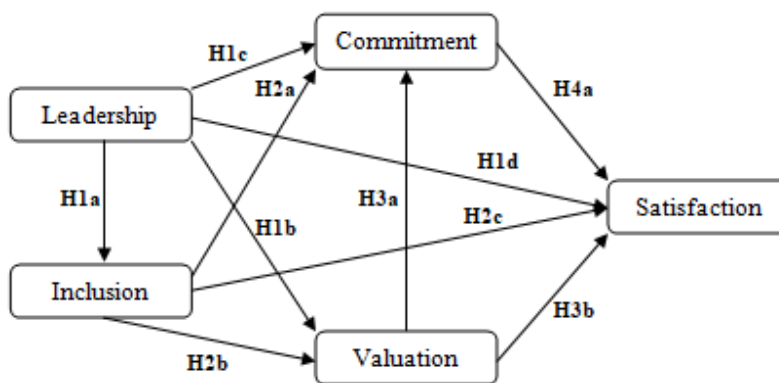 Commitment
H1c
H2a
H4a
Leadership
H1d
H1a
H3a
Satisfaction
H2c
H1b
Inclusion
H3b
Valuation
H2b